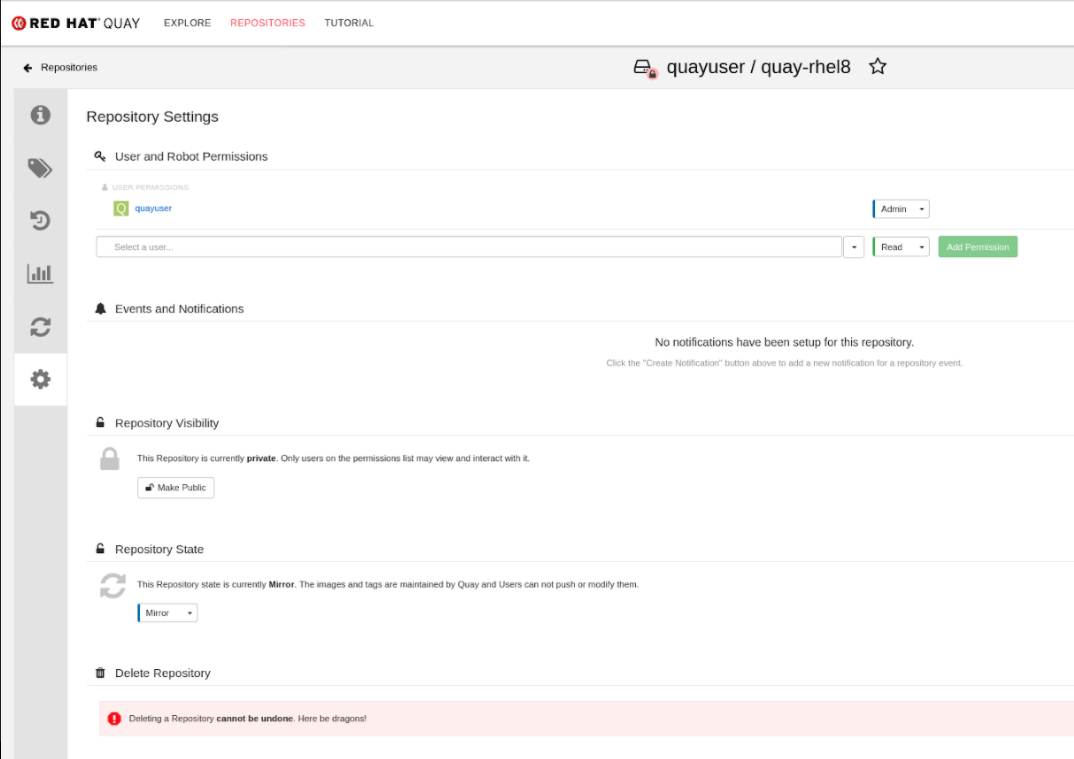 RED HAT® QUAY EXPLORE REPOSITORIES TUTORIAL
Repositories
quayuser / quay-rhel8
Repository Settings
User and Robot Permissions
USER PERMISSIONS
Q quayuser Admin
Select a user... Read Add Permission
Events and Notifications
No notifications have been setup for this repository.
Click the "Create Notification" button above to add a new notification for a repository event.
Repository Visibility
This Repository is currently private. Only users on the permissions list may view and interact with it.
Make Public
Repository State
This Repository state is currently Mirror. The images and tags are maintained by Quay and Users can not push or modify them.
Mirror
Delete Repository
Deleting a Repository cannot be undone. Here be dragons!